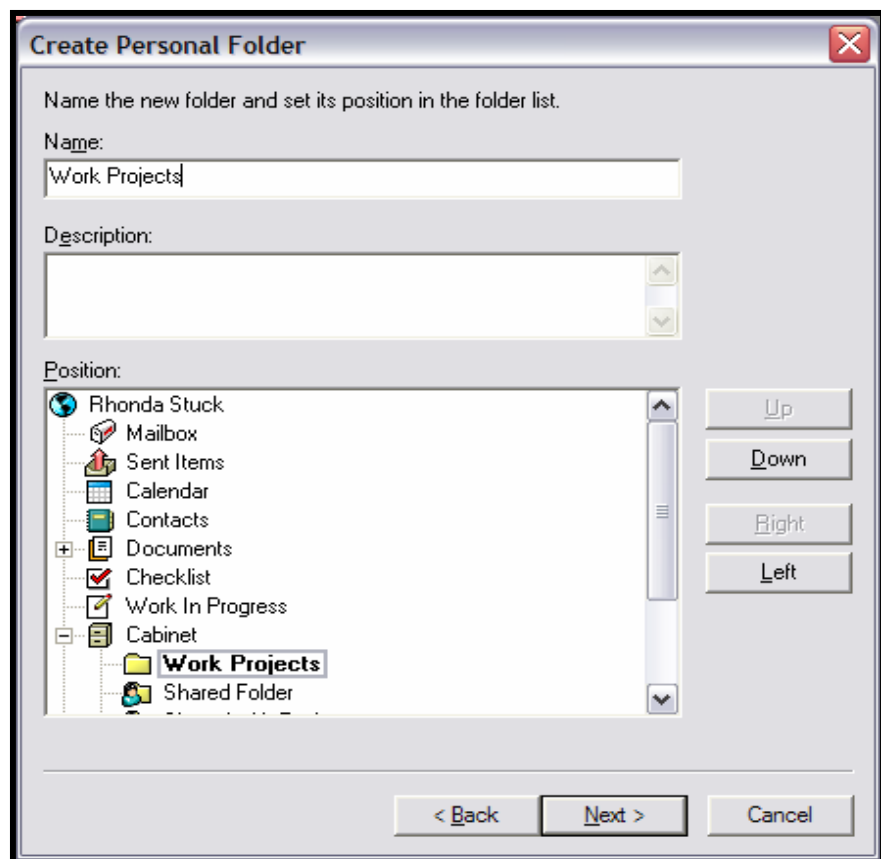 Create Personal Folder
Name the new folder and set its position in the folder list.
Name:
Work Projects
Description:
Position:
Rhonda Stuck
Mailbox
Sent Items
Calendar
Contacts
Documents
Checklist
Work In Progress
Cabinet
Work Projects
Shared Folder
Up
Down
Right
Left
< Back
Next >
Cancel